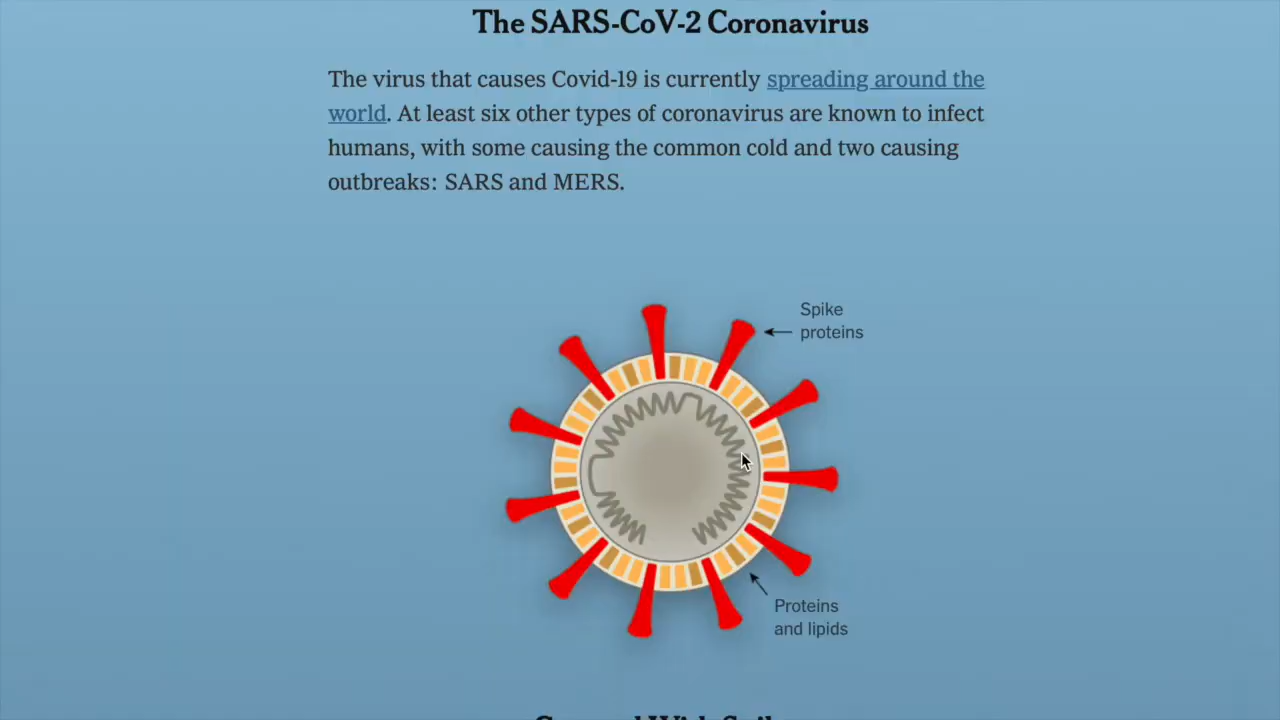 The SARS-CoV-2 Coronavirus
The virus that causes Covid-19 is currently spreading around the
world. At least six other types of coronavirus are known to infect
humans, with some causing the common cold and two causing
outbreaks: SARS and MERS.
Spike
proteins
Proteins
and lipids